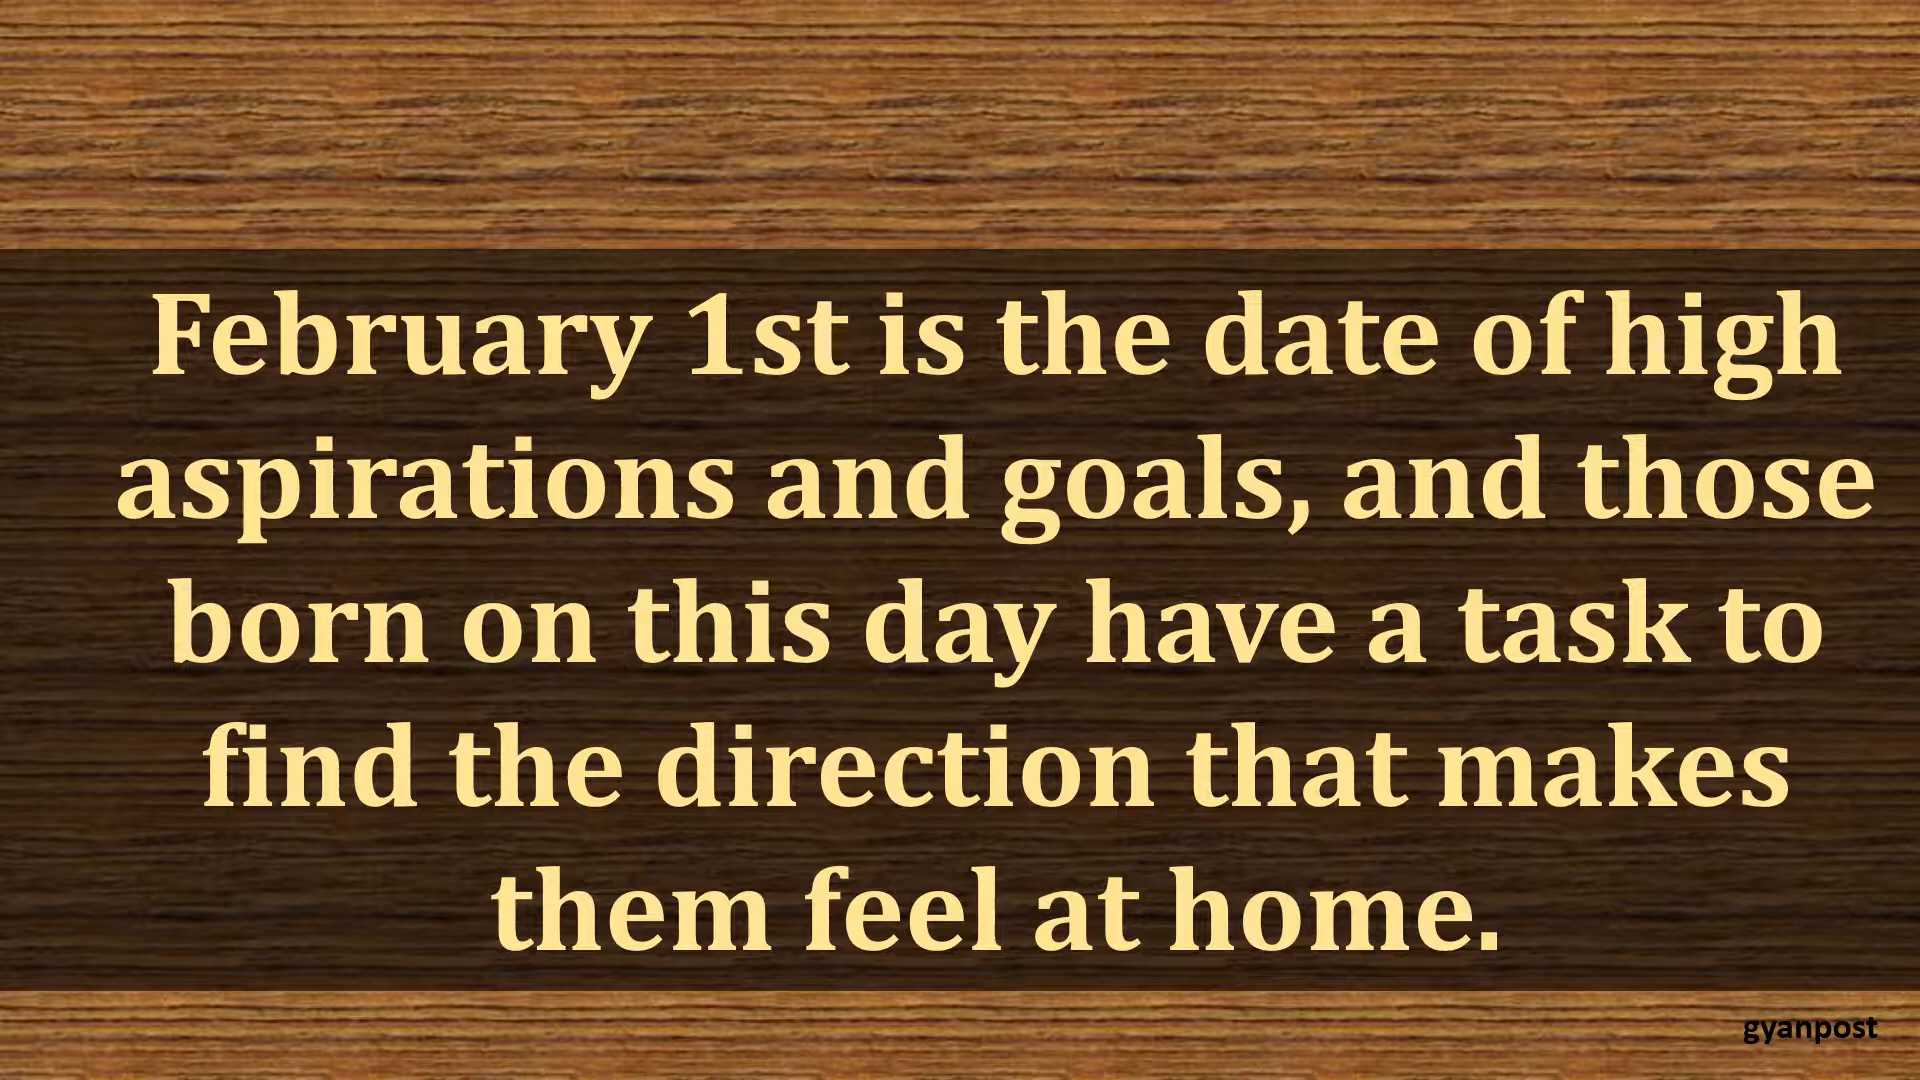 February 1st is the date of high
aspirations and goals, and those
born on this day have a task to
find the direction that makes
them feel at home.
gyanpost